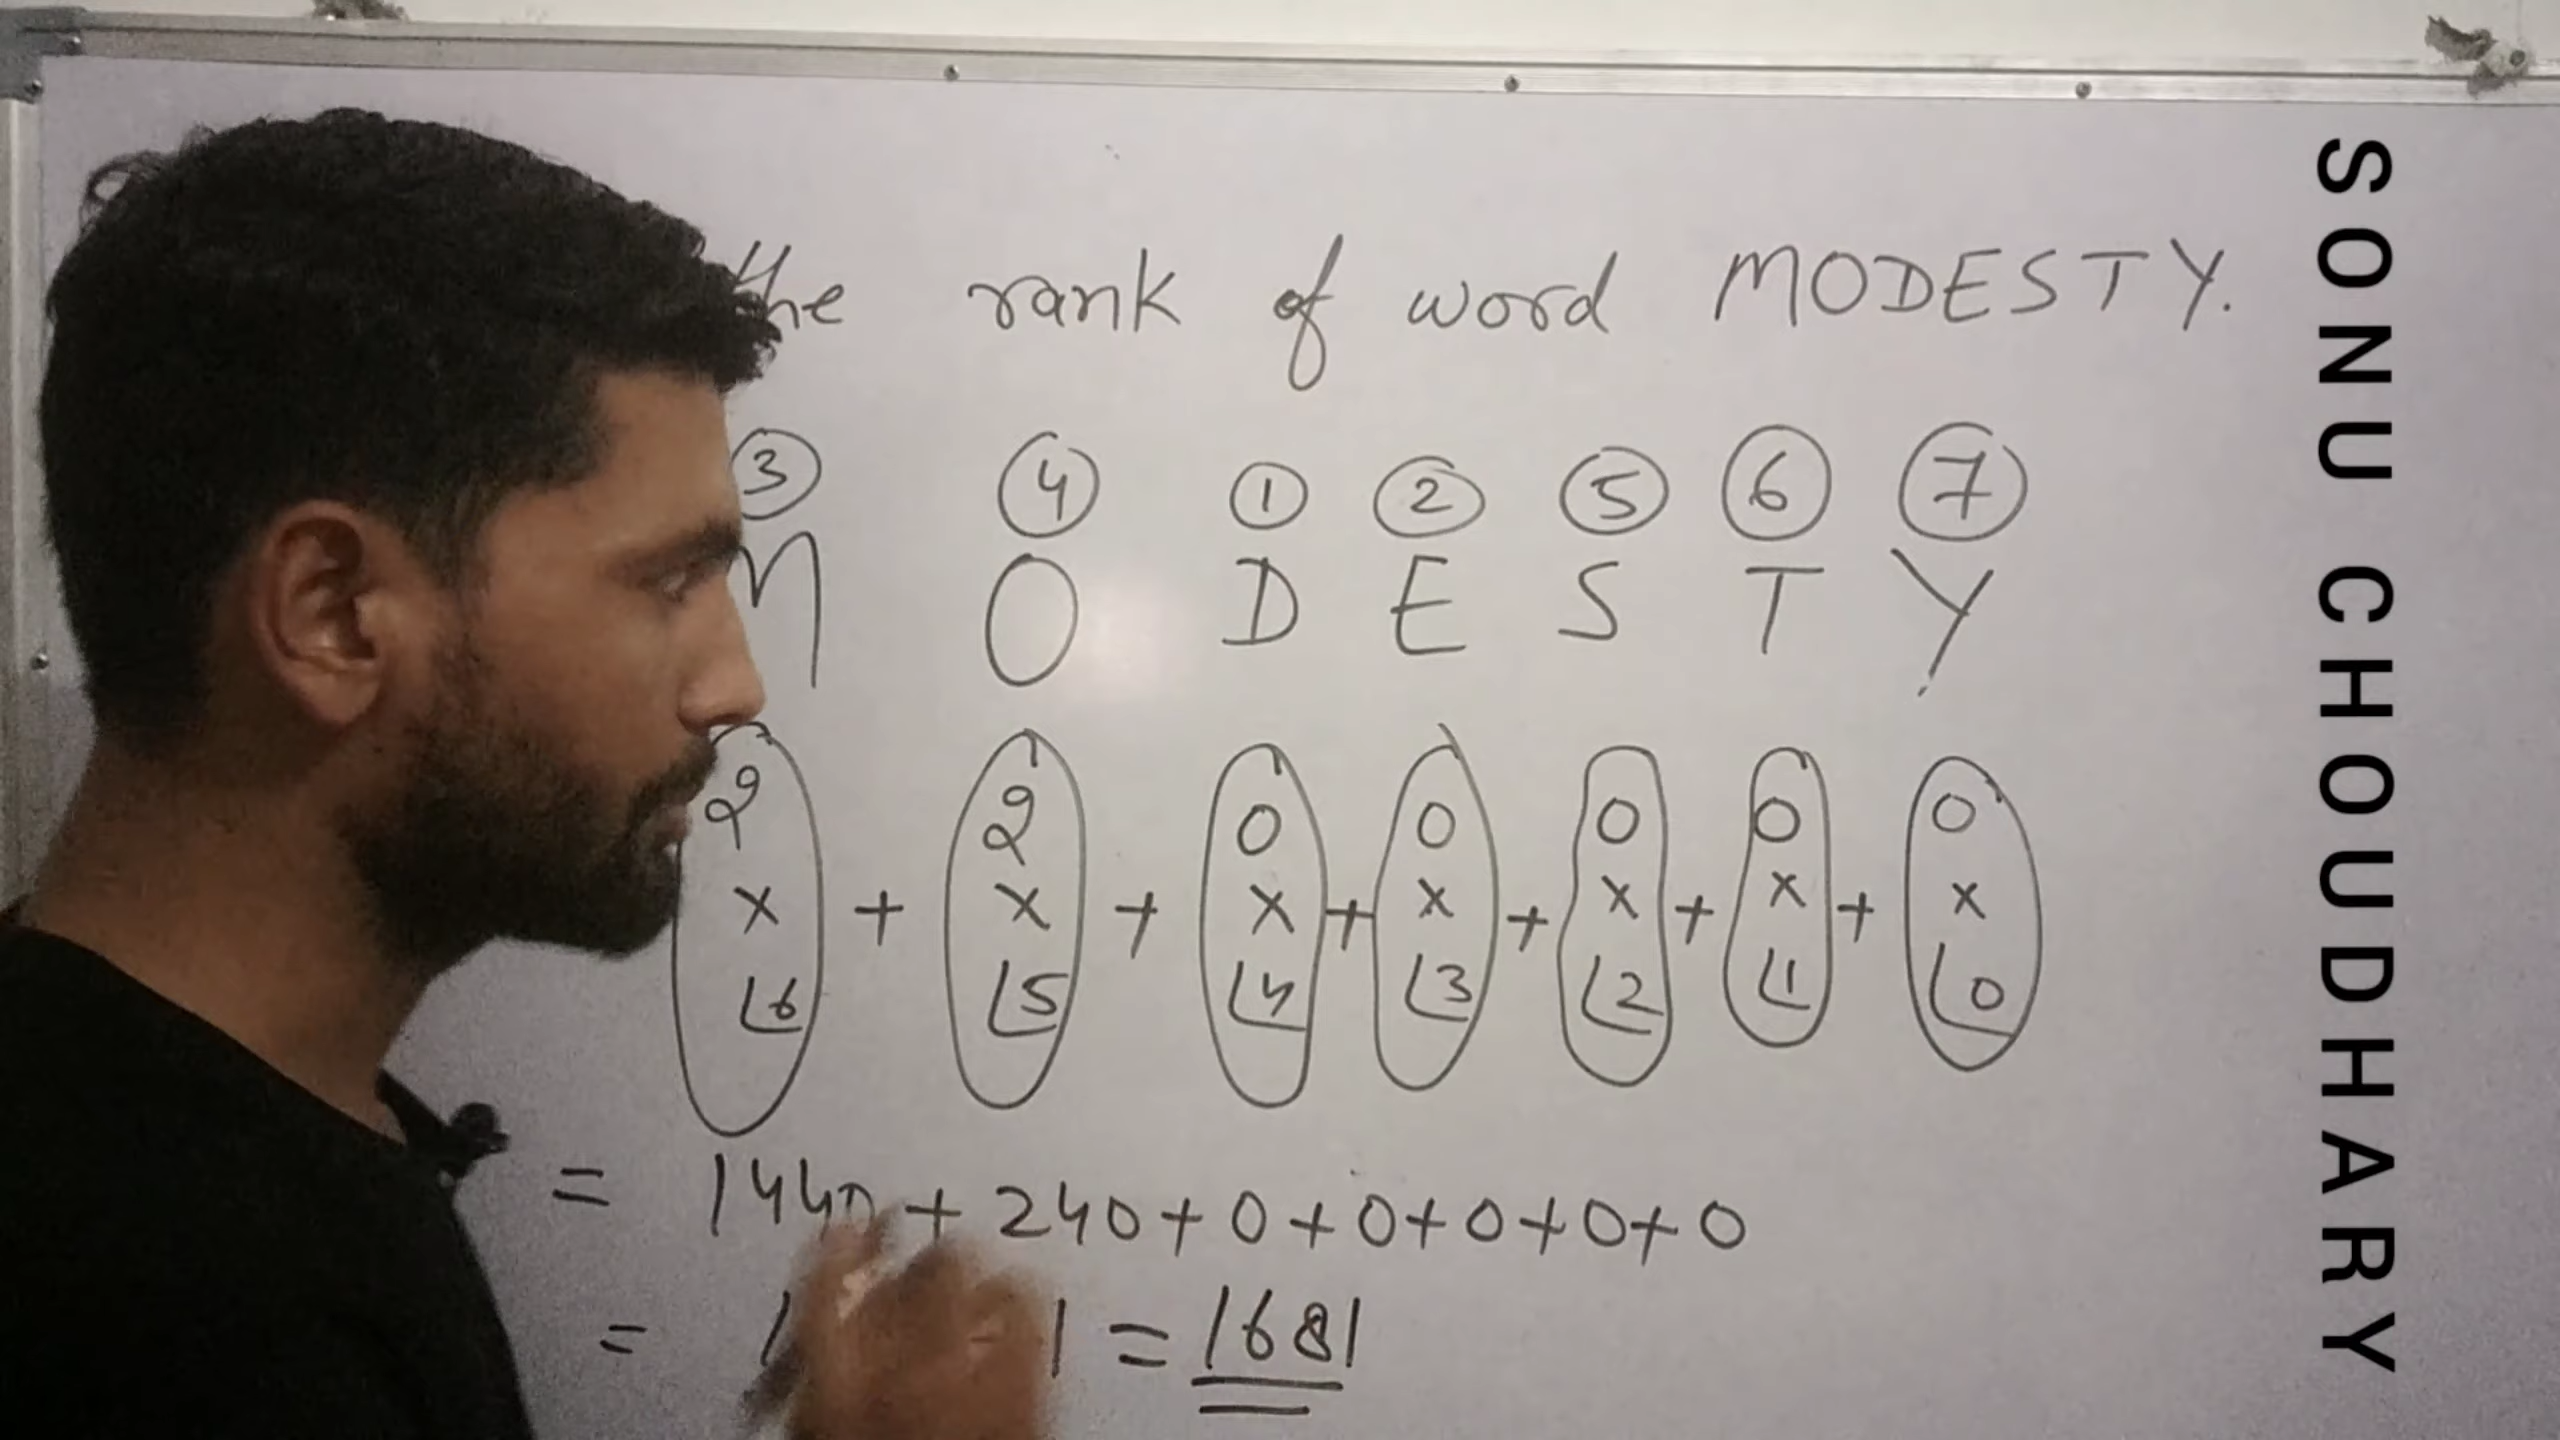 the rank of word MODESTY.
3 4 1 2 5 6 7
M O D E S T Y
2 2 0 0 0 0 0
× + × + × + × + × + × + ×
⌊6 ⌊5 ⌊4 ⌊3 ⌊2 ⌊1 ⌊0
= 1440 + 240 + 0 + 0 + 0 + 0 + 0
= 1 1 = 1681
SONU CHOUDHARY